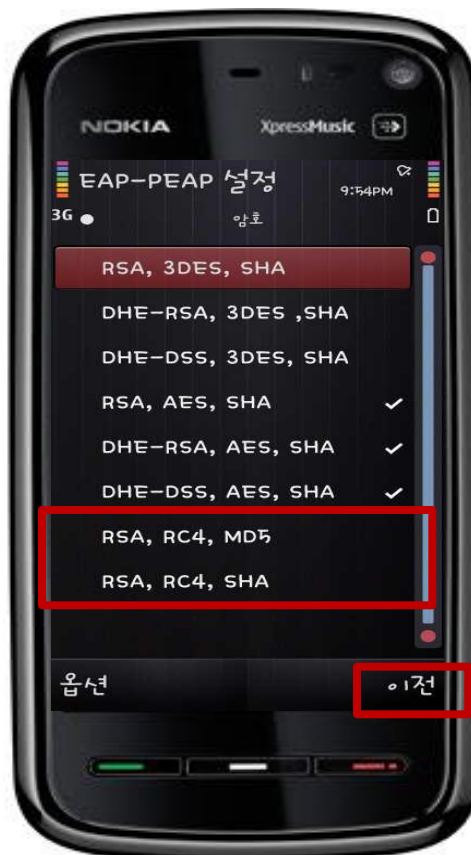 NOKIA XpressMusic
EAP-PEAP 설정 9:54PM
3G 암호
RSA, 3DES, SHA
DHE-RSA, 3DES ,SHA
DHE-DSS, 3DES, SHA
RSA, AES, SHA
DHE-RSA, AES, SHA
DHE-DSS, AES, SHA
RSA, RC4, MD5
RSA, RC4, SHA
옵션 이전